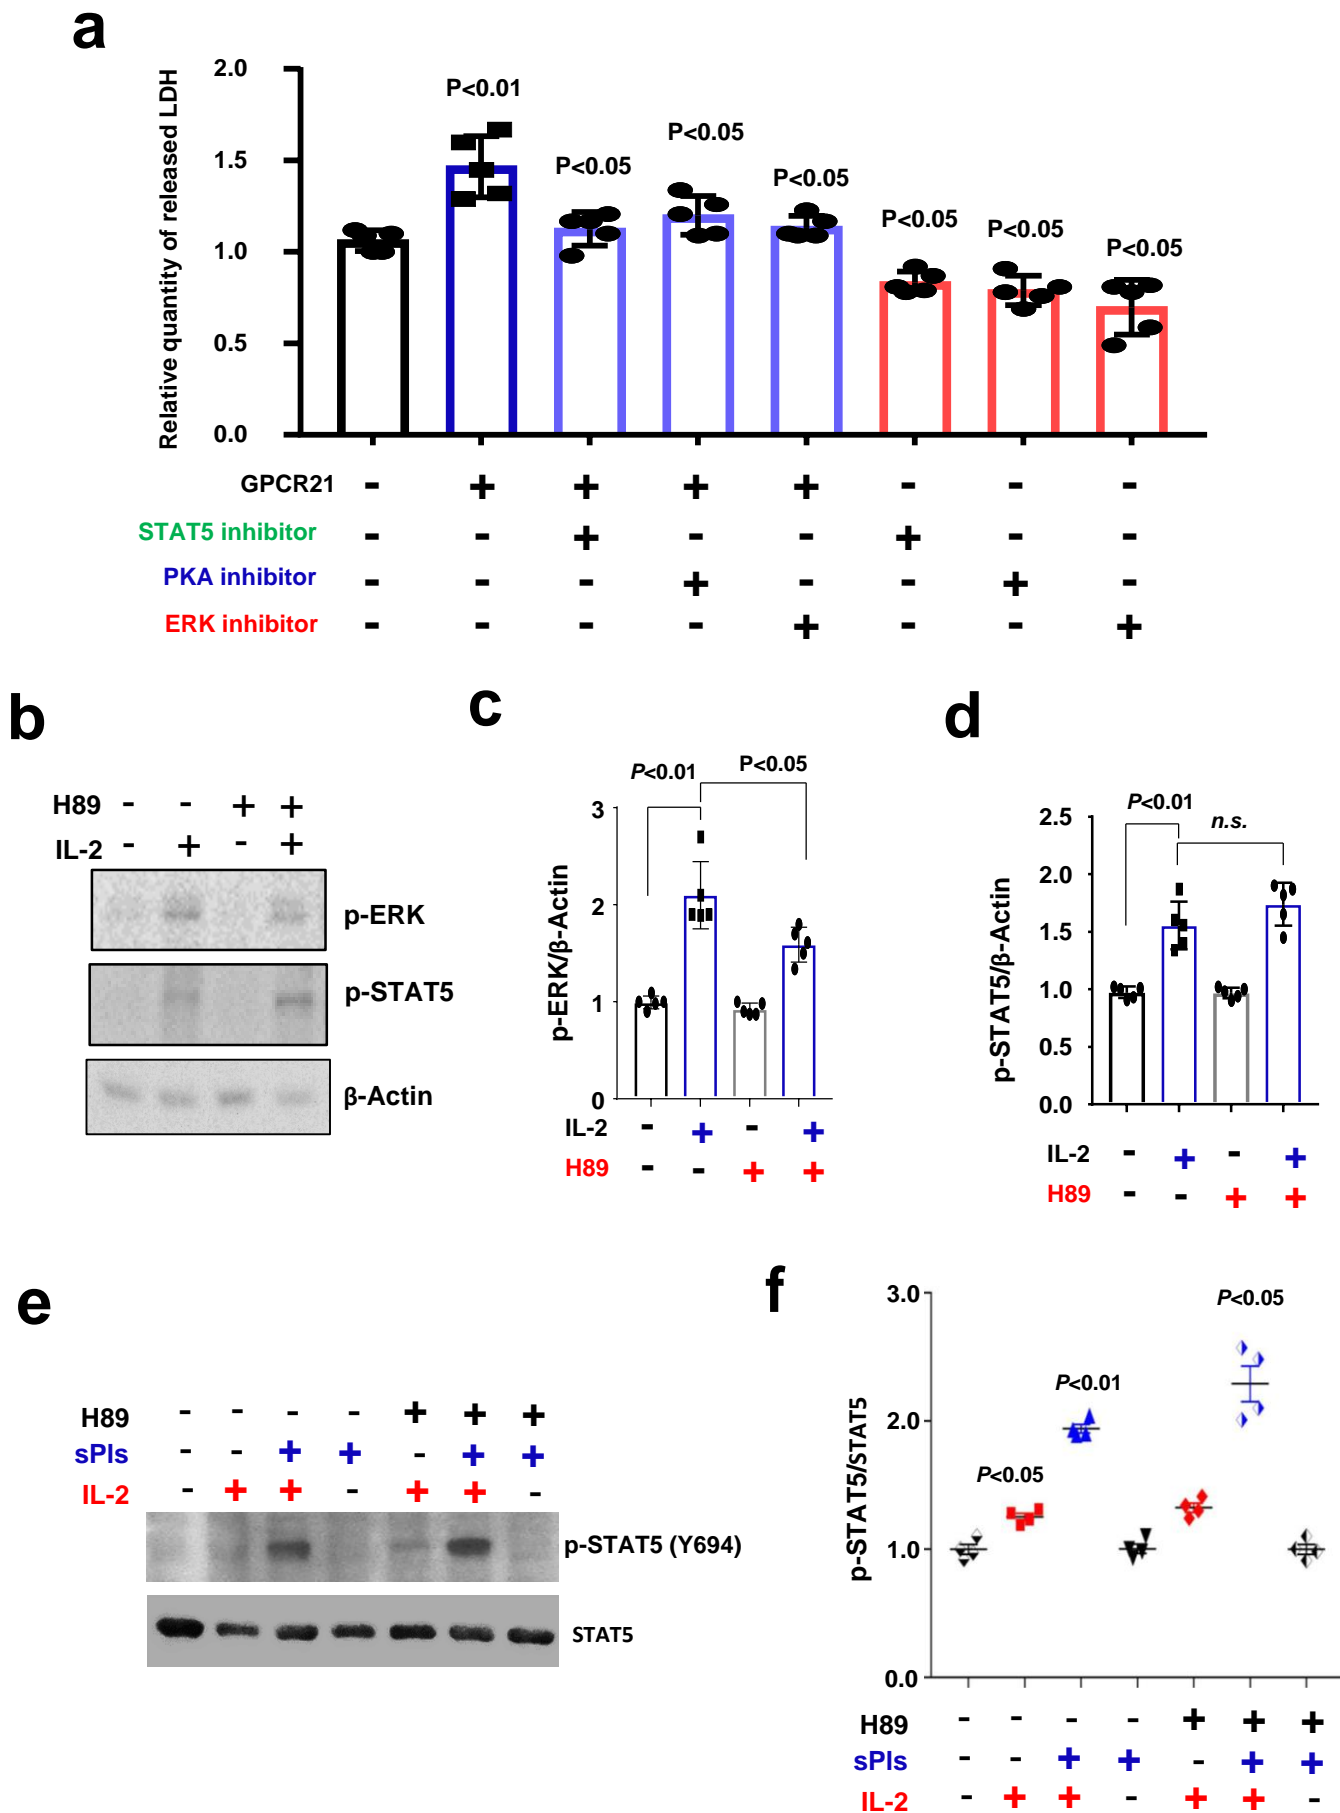 a
Relative quantity of released LDH
2.0
1.5
1.0
0.5
0.0
P<0.01
P<0.05
P<0.05
P<0.05
P<0.05
P<0.05
P<0.05
GPCR21 - + + + + - - -
STAT5 inhibitor - - + - - + - -
PKA inhibitor - - - + - - + -
ERK inhibitor - - - - + - - +
b
H89 - - + +
IL-2 - + - +
p-ERK
p-STAT5
β-Actin
c
P<0.01
P<0.05
p-ERK/β-Actin
3
2
1
0
IL-2 - + - +
H89 - - + +
d
P<0.01
n.s.
p-STAT5/β-Actin
2.5
2.0
1.5
1.0
0.5
0.0
IL-2 - + - +
H89 - - + +
e
H89 - - - - + + +
sPIs - - + + - + +
IL-2 - + + - + + -
p-STAT5 (Y694)
STAT5
f
p-STAT5/STAT5
3.0
2.0
1.0
0.0
P<0.05
P<0.01
P<0.05
H89 - - - - + + +
sPIs - - + + - + +
IL-2 - + + - + + -